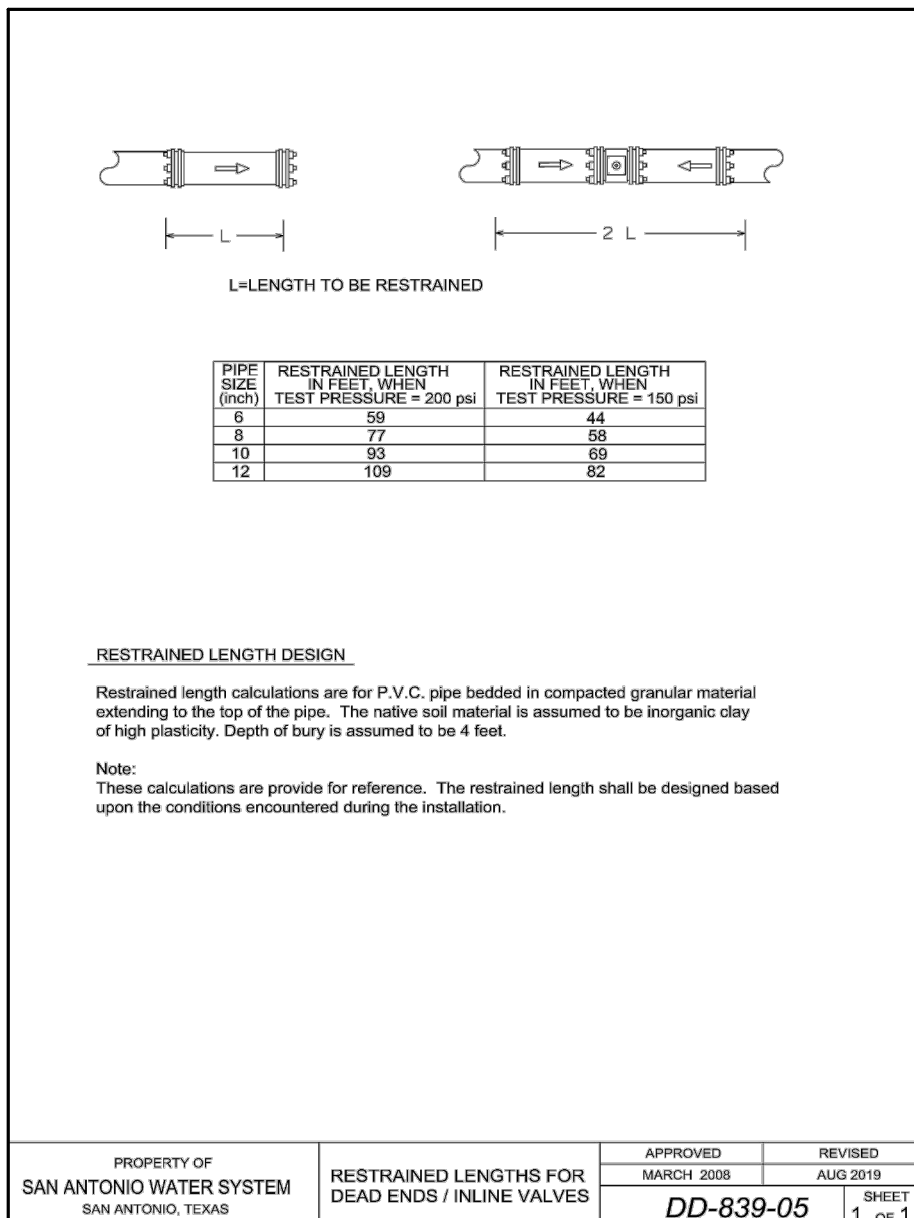 L
2 L
L=LENGTH TO BE RESTRAINED
PIPE SIZE (inch) RESTRAINED LENGTH IN FEET, WHEN TEST PRESSURE = 200 psi RESTRAINED LENGTH IN FEET, WHEN TEST PRESSURE = 150 psi
6 59 44
8 77 58
10 93 69
12 109 82
RESTRAINED LENGTH DESIGN
Restrained length calculations are for P.V.C. pipe bedded in compacted granular material
extending to the top of the pipe. The native soil material is assumed to be inorganic clay
of high plasticity. Depth of bury is assumed to be 4 feet.
Note:
These calculations are provide for reference. The restrained length shall be designed based
upon the conditions encountered during the installation.
PROPERTY OF
SAN ANTONIO WATER SYSTEM
SAN ANTONIO, TEXAS
RESTRAINED LENGTHS FOR
DEAD ENDS / INLINE VALVES
APPROVED REVISED
MARCH 2008 AUG 2019
DD-839-05
SHEET
1 OF 1